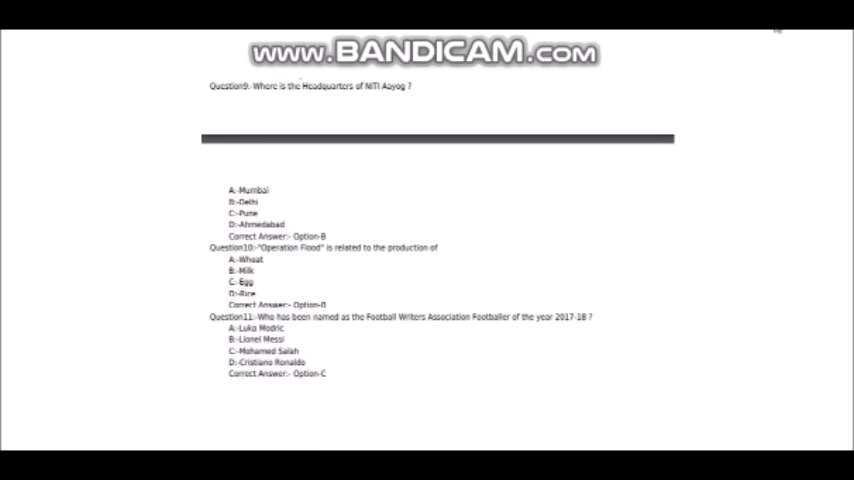 www.BANDICAM.com
Question9:-Where is the Headquarters of NITI Aayog ?
A:-Mumbai
B:-Delhi
C:-Pune
D:-Ahmedabad
Correct Answer:- Option-B
Question10:-"Operation Flood" is related to the production of
A:-Wheat
B:-Milk
C:-Egg
D:-Rice
Correct Answer:- Option-B
Question11:-Who has been named as the Football Writers Association Footballer of the year 2017-18 ?
A:-Luka Modric
B:-Lionel Messi
C:-Mohamed Salah
D:-Cristiano Ronaldo
Correct Answer:- Option-C